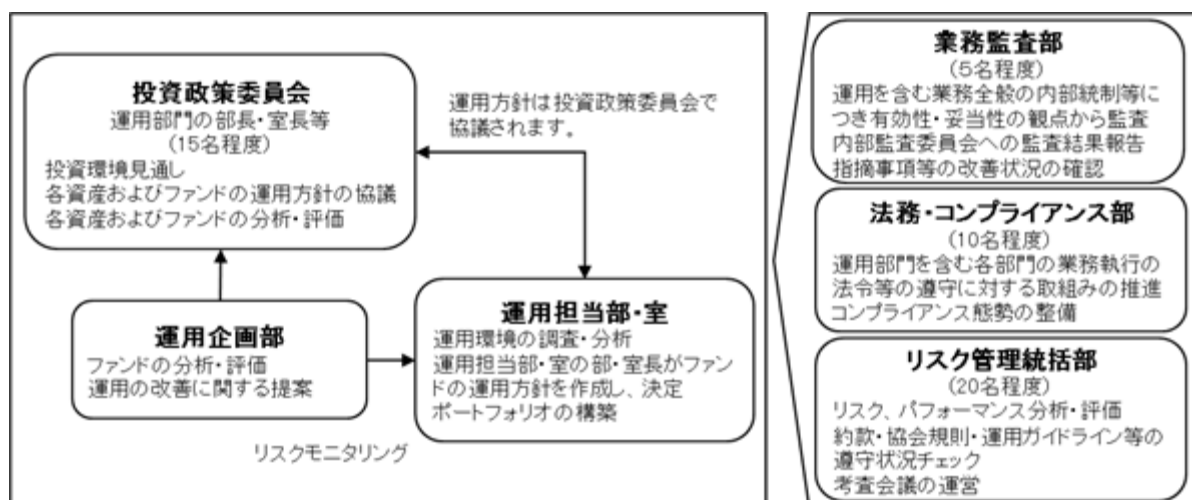 投資政策委員会
運用部門の部長・室長等
(15名程度)
投資環境見通し
各資産およびファンドの運用方針の協議
各資産およびファンドの分析・評価
運用方針は投資政策委員会で
協議されます。
運用企画部
ファンドの分析・評価
運用の改善に関する提案
運用担当部・室
運用環境の調査・分析
運用担当部・室の部・室長がファン
ドの運用方針を作成し、決定
ポートフォリオの構築
リスクモニタリング
業務監査部
(5名程度)
運用を含む業務全般の内部統制等に
つき有効性・妥当性の観点から監査
内部監査委員会への監査結果報告
指摘事項等の改善状況の確認
法務・コンプライアンス部
(10名程度)
運用部門を含む各部門の業務執行の
法令等の遵守に対する取組みの推進
コンプライアンス態勢の整備
リスク管理統括部
(20名程度)
リスク、パフォーマンス分析・評価
約款・協会規則・運用ガイドライン等の
遵守状況チェック
考査会議の運営